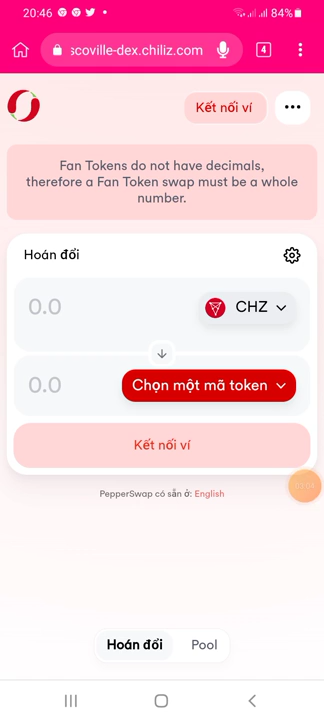 20:46
84%
scoville-dex.chiliz.com
4
Kết nối ví
Fan Tokens do not have decimals,
therefore a Fan Token swap must be a whole
number.
Hoán đổi
0.0
CHZ
0.0
Chọn một mã token
Kết nối ví
PepperSwap có sẵn ở: English
Hoán đổi
Pool